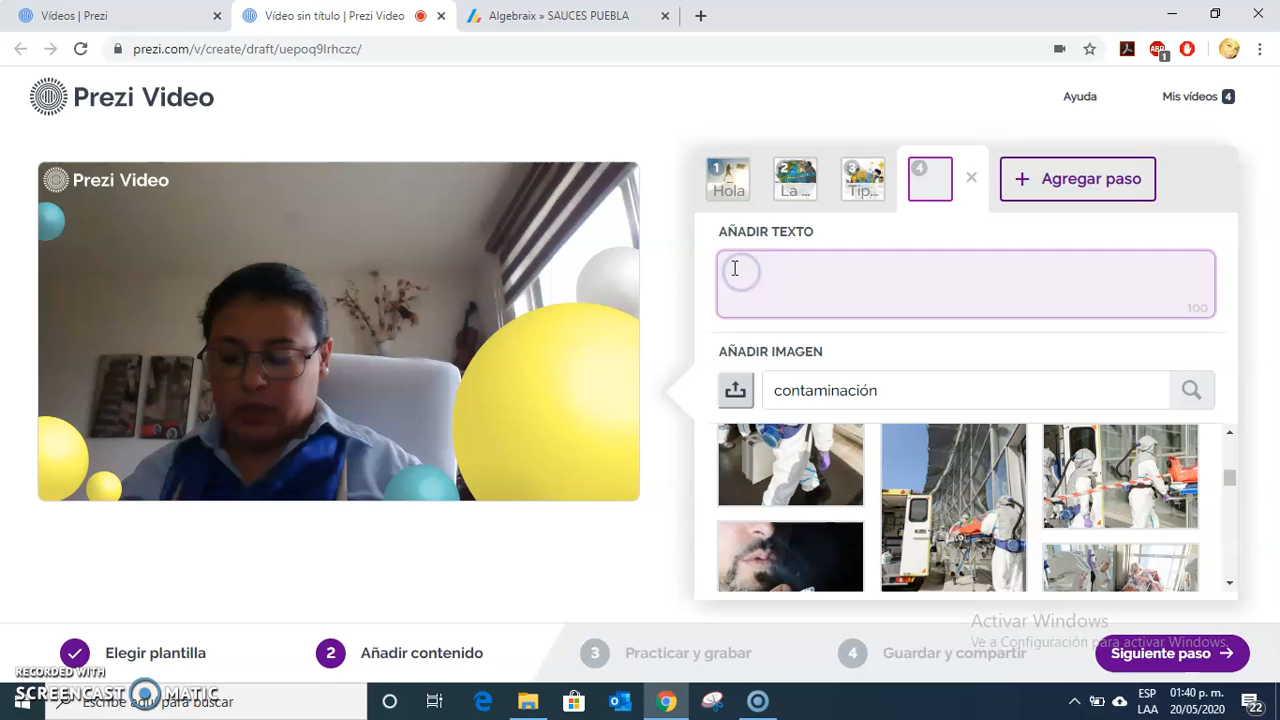 Vídeos | Prezi
Vídeo sin título | Prezi Video
Algebraix » SAUCES PUEBLA
prezi.com/v/create/draft/uepoq9lrhczc/
ABP
1
Prezi Video
Ayuda
Mis vídeos 4
Prezi Video
1
Hola
2
La ...
3
Tip...
4
+ Agregar paso
AÑADIR TEXTO
100
AÑADIR IMAGEN
contaminación
Activar Windows
Ve a Configuración para activar Windows.
Elegir plantilla
2 Añadir contenido
3 Practicar y grabar
4 Guardar y compartir
Siguiente paso →
RECORDED WITH
SCREENCAST MATIC
Escribe aquí para buscar
ESP
LAA
01:40 p. m.
20/05/2020
22